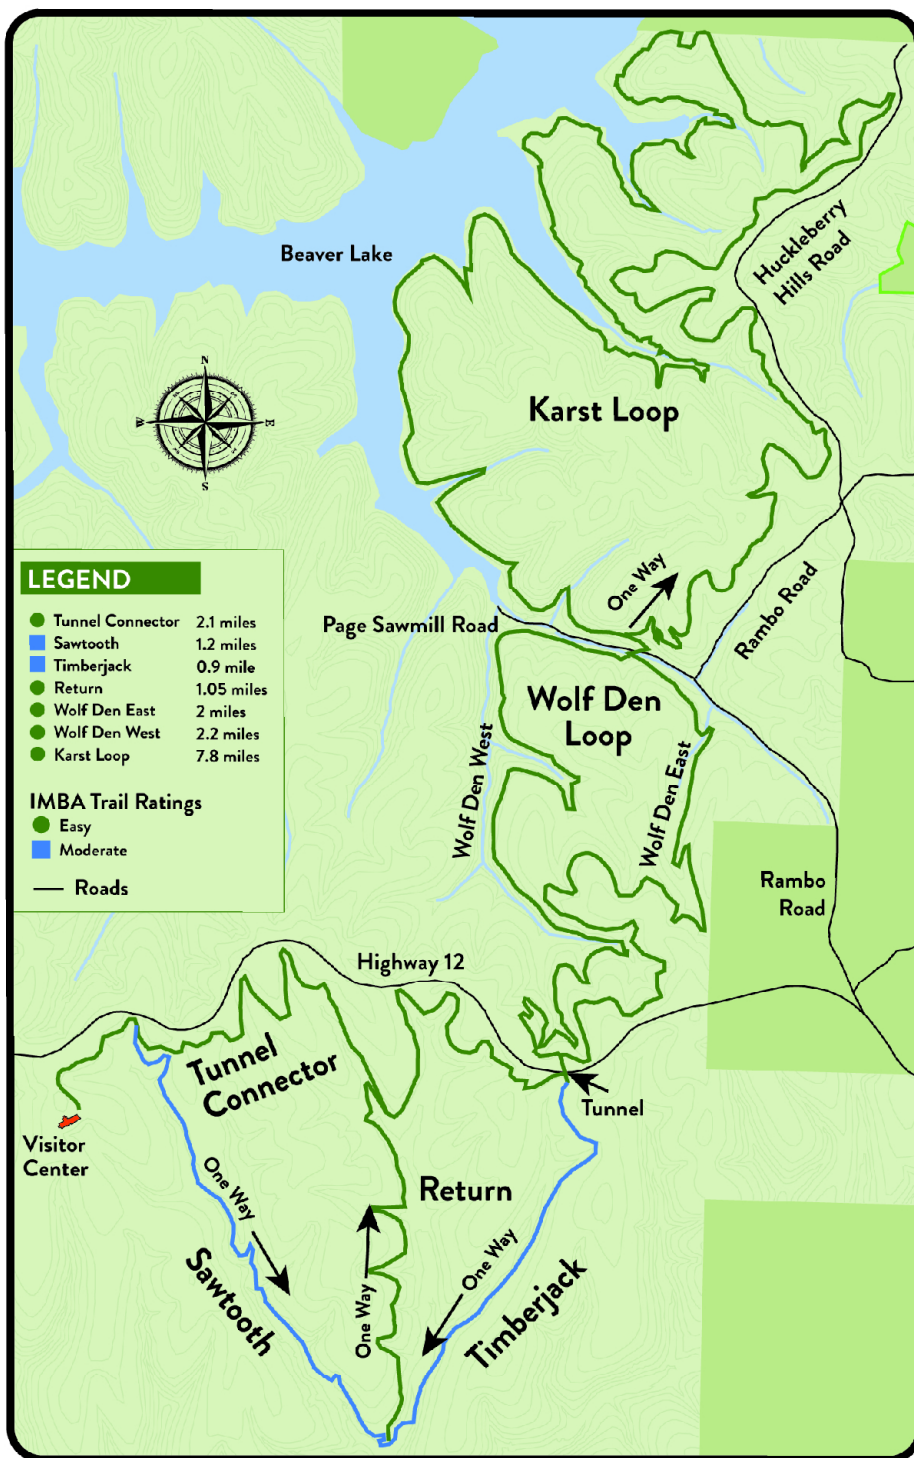 Beaver Lake
Huckleberry
Hills Road
N
W
E
S
Karst Loop
One Way
Rambo Road
LEGEND
Tunnel Connector 2.1 miles
Sawtooth 1.2 miles
Timberjack 0.9 mile
Return 1.05 miles
Wolf Den East 2 miles
Wolf Den West 2.2 miles
Karst Loop 7.8 miles
IMBA Trail Ratings
Easy
Moderate
Roads
Page Sawmill Road
Wolf Den
Loop
Wolf Den West
Wolf Den East
Rambo
Road
Highway 12
Tunnel
Connector
Tunnel
Visitor
Center
One Way
Return
One Way
One Way
Sawtooth
Timberjack